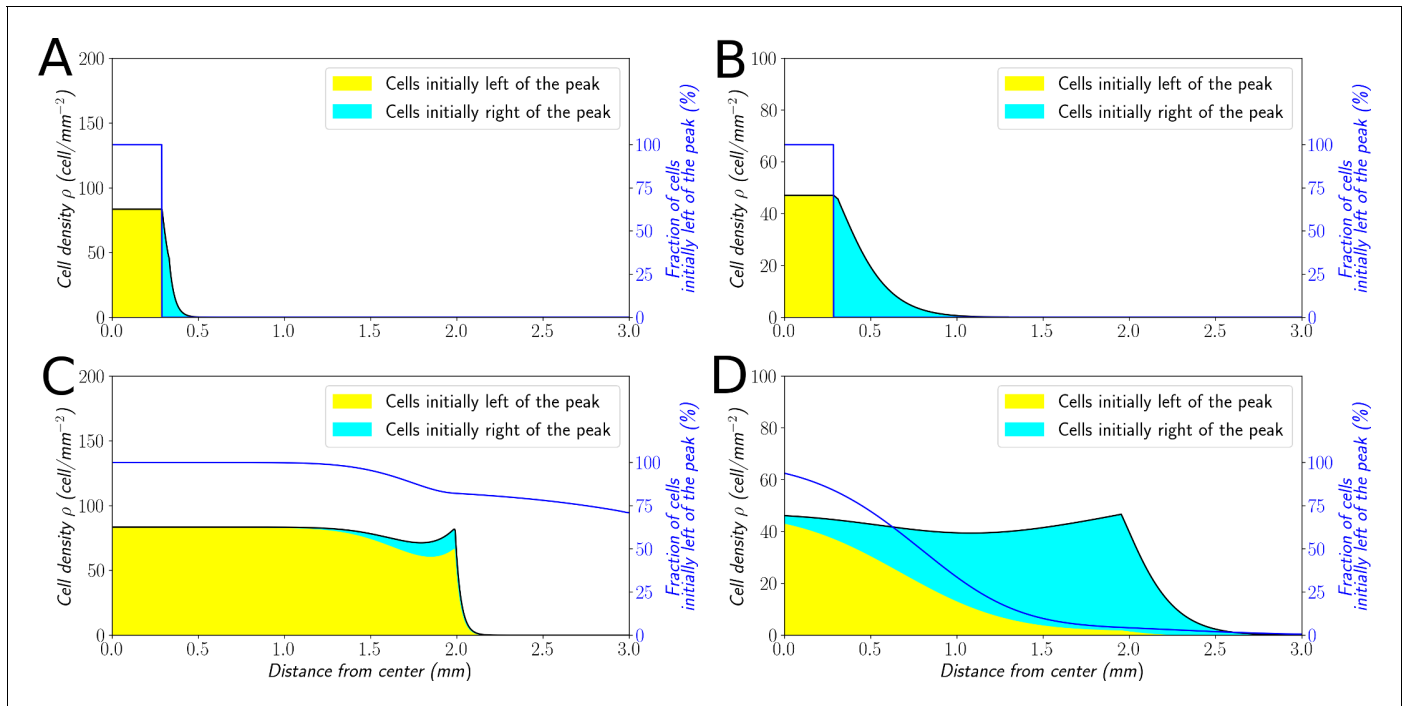 A
200
150
100
50
0
Cell density ρ (cell/mm⁻²)
Cells initially left of the peak
Cells initially right of the peak
100
75
50
25
0
Fraction of cells
initially left of the peak (%)
0.0 0.5 1.0 1.5 2.0 2.5 3.0
B
100
80
60
40
20
0
Cell density ρ (cell/mm⁻²)
Cells initially left of the peak
Cells initially right of the peak
100
75
50
25
0
Fraction of cells
initially left of the peak (%)
0.0 0.5 1.0 1.5 2.0 2.5 3.0
C
200
150
100
50
0
Cell density ρ (cell/mm⁻²)
Cells initially left of the peak
Cells initially right of the peak
100
75
50
25
0
Fraction of cells
initially left of the peak (%)
0.0 0.5 1.0 1.5 2.0 2.5 3.0
Distance from center (mm)
D
100
80
60
40
20
0
Cell density ρ (cell/mm⁻²)
Cells initially left of the peak
Cells initially right of the peak
100
75
50
25
0
Fraction of cells
initially left of the peak (%)
0.0 0.5 1.0 1.5 2.0 2.5 3.0
Distance from center (mm)